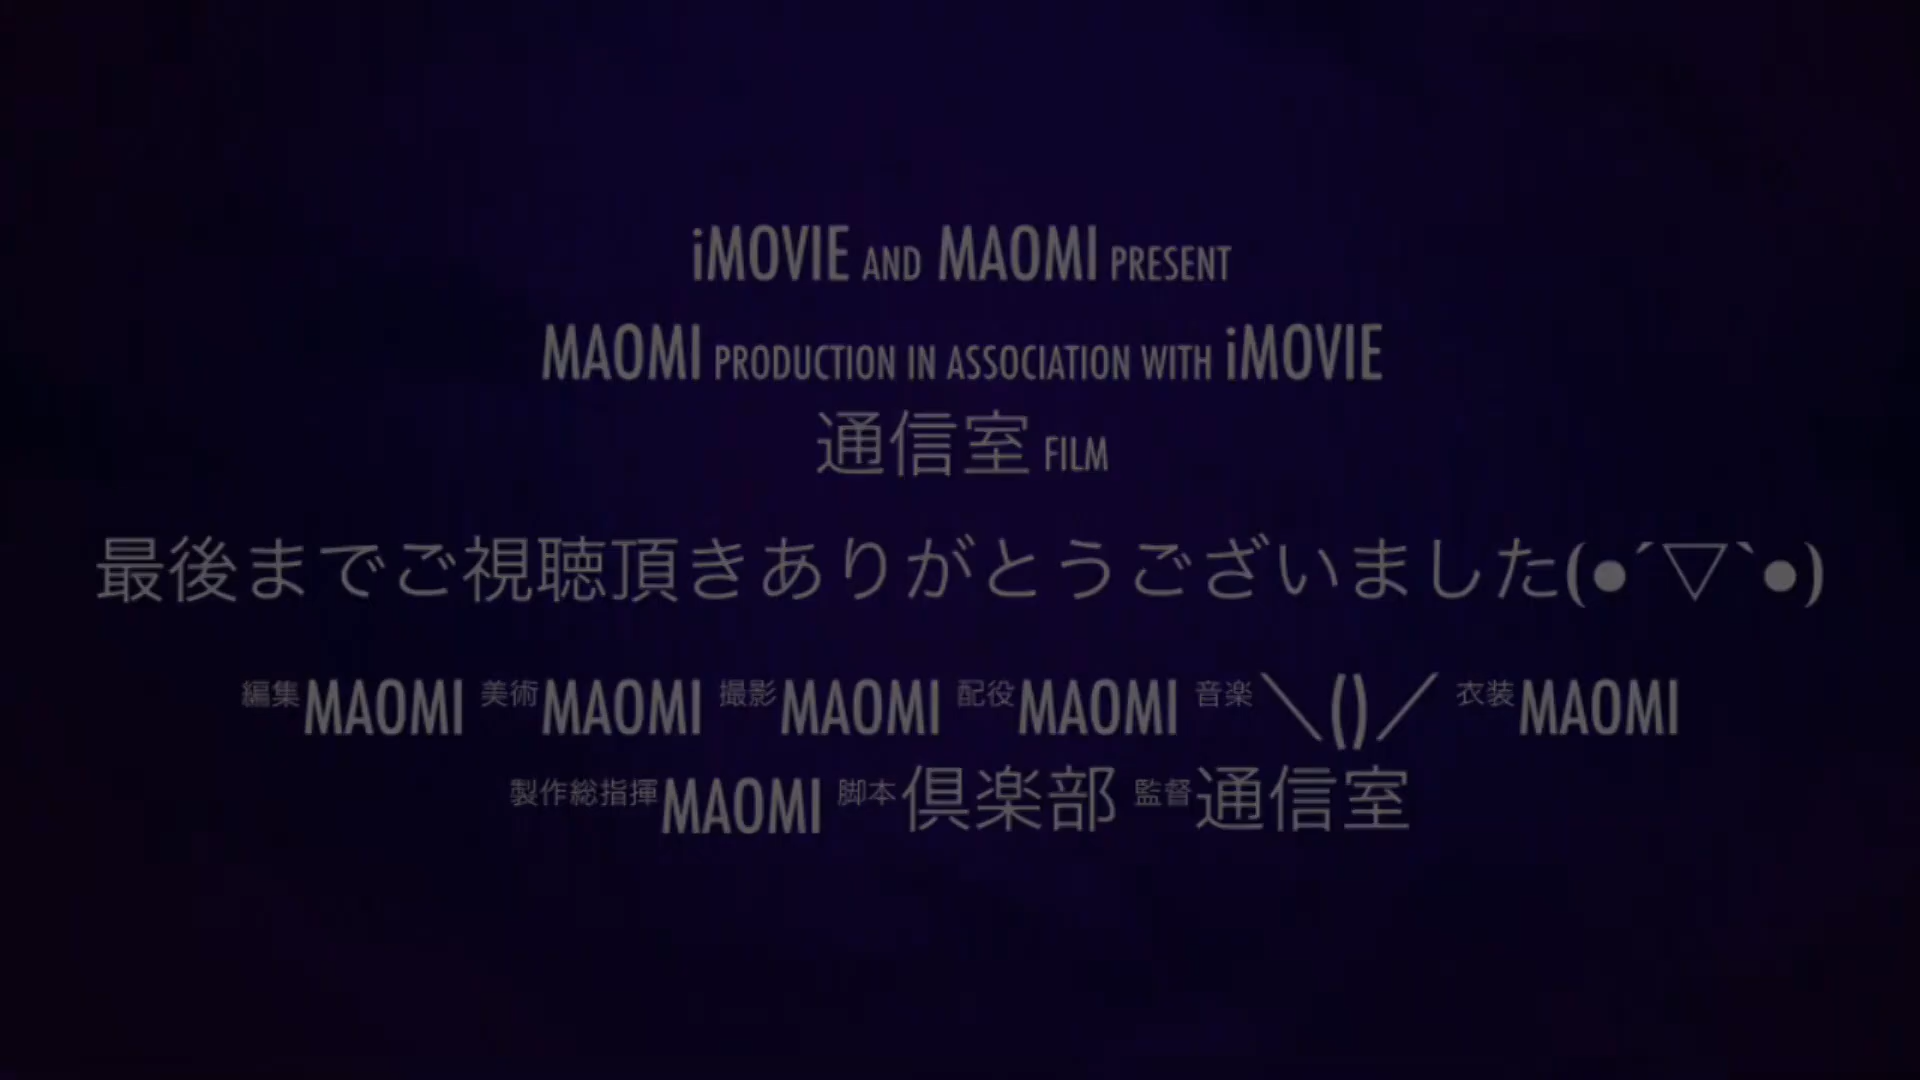 iMOVIE AND MAOMI PRESENT
MAOMI PRODUCTION IN ASSOCIATION WITH iMOVIE
通信室 FILM
最後までご視聴頂きありがとうございました(●´▽`●)
編集MAOMI 美術MAOMI 撮影MAOMI 配役MAOMI 音楽＼()／ 衣装MAOMI
製作総指揮MAOMI 脚本倶楽部 監督通信室